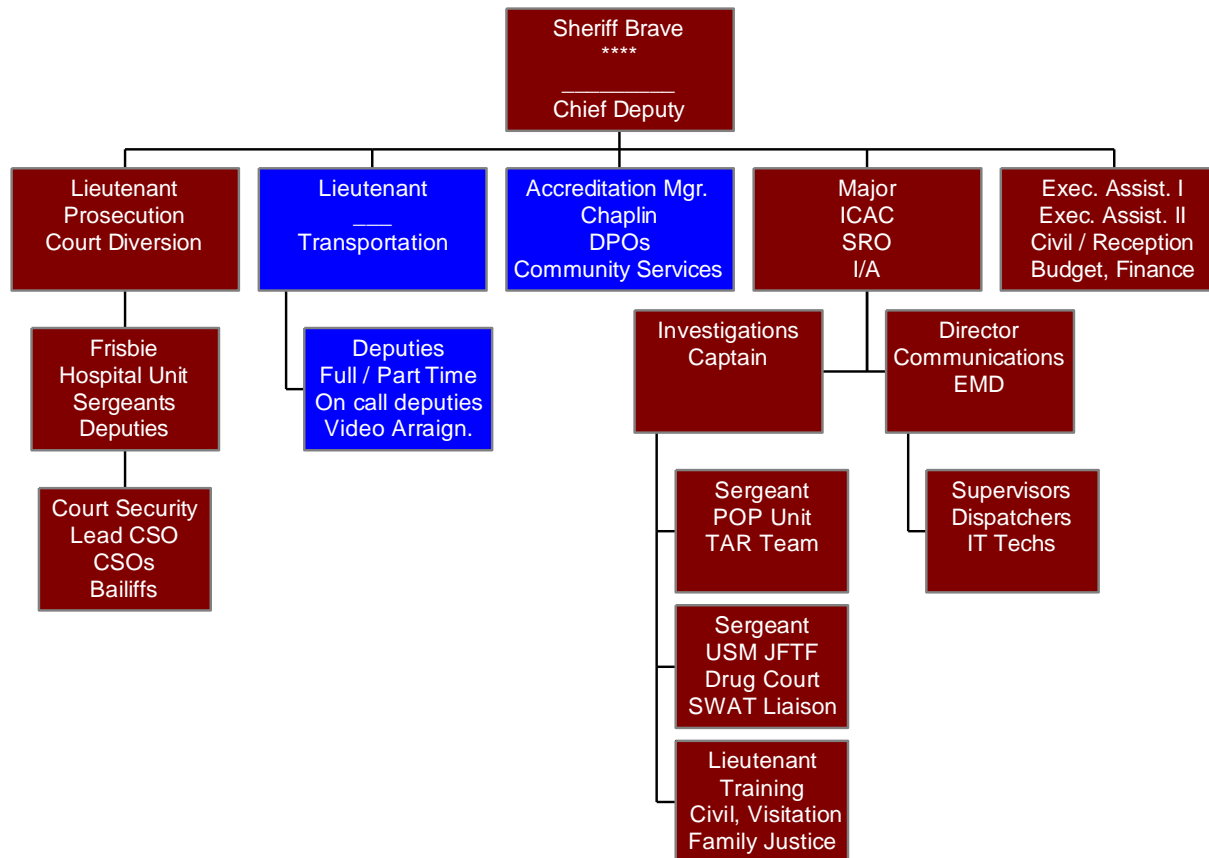 Sheriff Brave
****
_________
Chief Deputy
Lieutenant
Prosecution
Court Diversion
Lieutenant
___
Transportation
Accreditation Mgr.
Chaplin
DPOs
Community Services
Major
ICAC
SRO
I/A
Exec. Assist. I
Exec. Assist. II
Civil / Reception
Budget, Finance
Frisbie
Hospital Unit
Sergeants
Deputies
Deputies
Full / Part Time
On call deputies
Video Arraign.
Investigations
Captain
Director
Communications
EMD
Court Security
Lead CSO
CSOs
Bailiffs
Sergeant
POP Unit
TAR Team
Supervisors
Dispatchers
IT Techs
Sergeant
USM JFTF
Drug Court
SWAT Liaison
Lieutenant
Training
Civil, Visitation
Family Justice